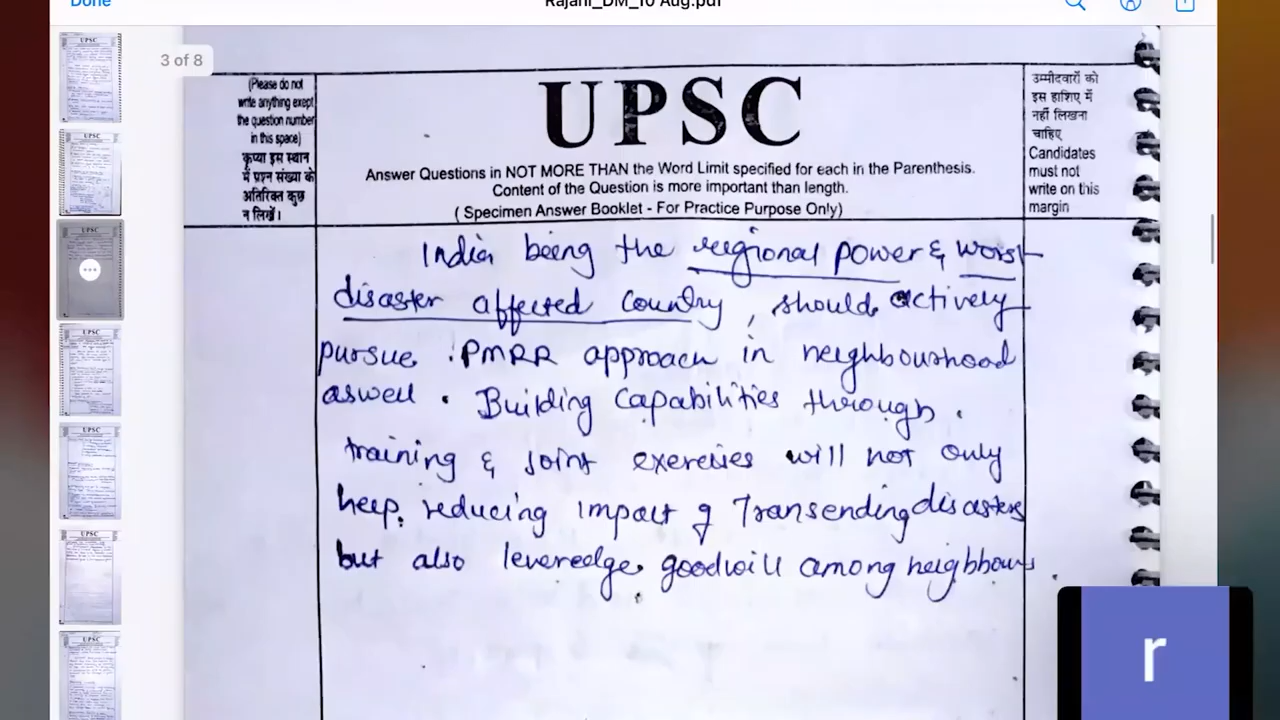 Done
Rajani_DM_10 Aug.pdf
3 of 8
(Please do not
write anything exept
the question number
in this space)
कृप्या इस स्थान
में प्रश्न संख्या के
अतिरिक्त कुछ
न लिखें।
UPSC
Answer Questions in NOT MORE THAN the Word Limit specified for each in the Parenthesis.
Content of the Question is more important than length.
( Specimen Answer Booklet - For Practice Purpose Only)
उम्मीदवारों को
इस हाशिए में
नहीं लिखना
चाहिए
Candidates
must not
write on this
margin
India being the regional power & worst
disaster affected country, should actively
pursue PMRR approach in neighbourhood
aswell. Building Capabilities through
training & joint exercises will not only
help reducing impact of Transending disasters
but also leveredge goodwill among neighbours
r